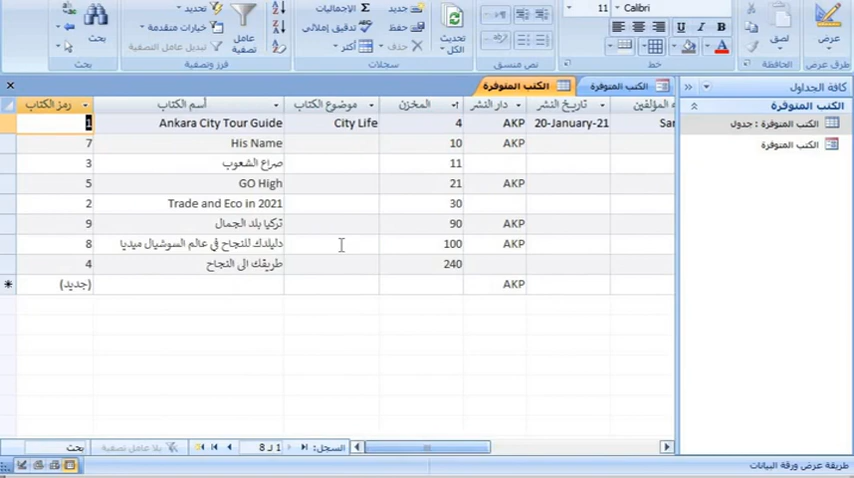 عرض
لصق
Calibri
11
تحديث
الكل
جديد
حفظ
حذف
الإجماليات
تدقيق إملائي
أكثر
عامل
تصفية
تحديد
خيارات متقدمة
تبديل عامل التصفية
بحث
طرق عرض
الحافظة
خط
نص منسق
سجلات
فرز وتصفية
بحث
كافة الجداول
الكتب المتوفرة
الكتب المتوفرة : جدول
الكتب المتوفرة
الكتب المتوفرة
الكتب المتوفرة
رمز الكتاب أسم الكتاب موضوع الكتاب المخزن دار النشر تاريخ النشر المؤلفين
1 Ankara City Tour Guide City Life 4 AKP 20-January-21 Sar
7 His Name 10 AKP
3 صراع الشعوب 11
5 GO High 21 AKP
2 Trade and Eco in 2021 30
9 تركيا بلد الجمال 90 AKP
8 دليلدك للنجاح في عالم السوشيال ميديا 100 AKP
4 طريقك الى النجاح 240
(جديد) AKP
السجل: 1 لـ 8 بلا عامل تصفية بحث
طريقة عرض ورقة البيانات